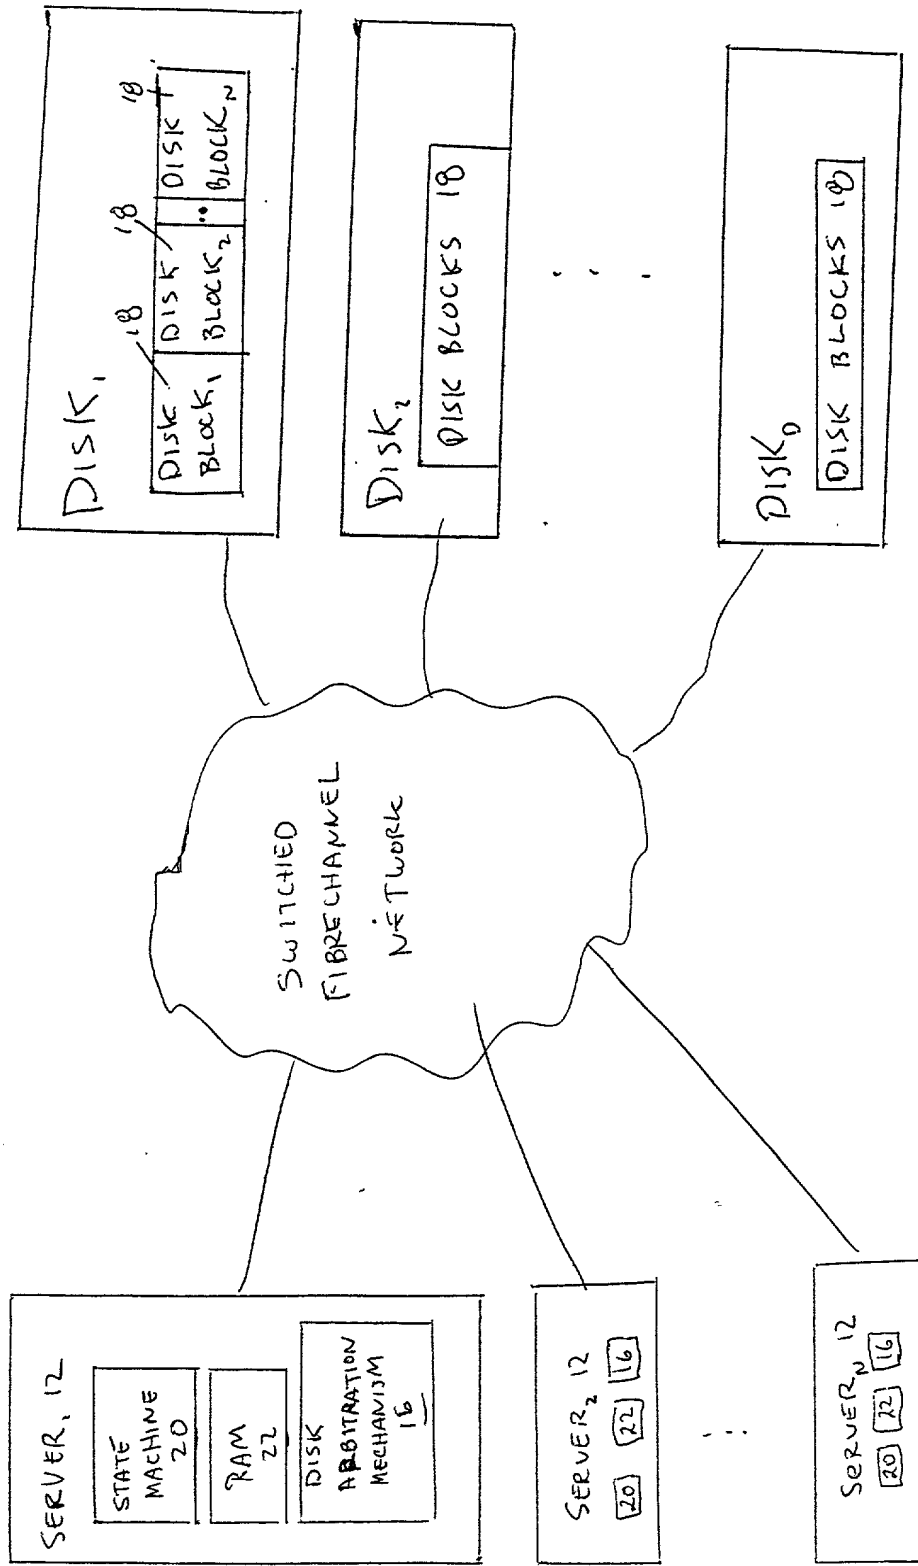 SERVER₁ 12
STATE
MACHINE
20
RAM
22
DISK
ARBITRATION
MECHANISM
16
SERVER₂ 12
20 22 16
...
SERVERN 12
20 22 16
SWITCHED
FIBRECHANNEL
NETWORK
DISK₁
18 18 18
DISK
BLOCK₁
DISK
BLOCK₂
..
DISK
BLOCKN
DISK₂
DISK BLOCKS 18
. . .
DISKD
DISK BLOCKS 18